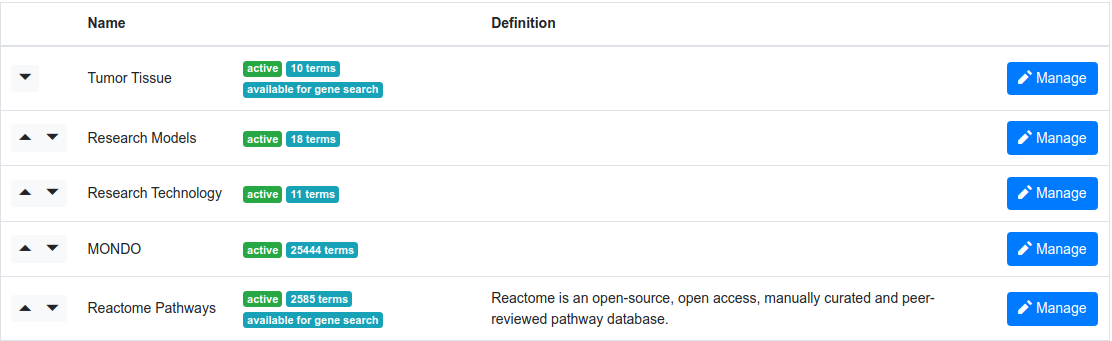 Name Definition
Tumor Tissue active 10 terms Manage
available for gene search
Research Models active 18 terms Manage
Research Technology active 11 terms Manage
MONDO active 25444 terms Manage
Reactome Pathways active 2585 terms Reactome is an open-source, open access, manually curated and peer- Manage
available for gene search reviewed pathway database.